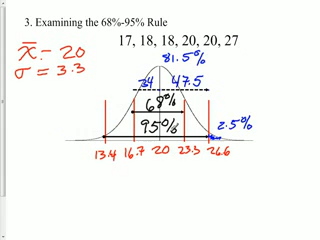 3. Examining the 68%-95% Rule
17, 18, 18, 20, 20, 27
x̄ = 20
σ = 3.3
81.5%
34 47.5
68%
95%
2.5%
13.4 16.7 20 23.3 26.6